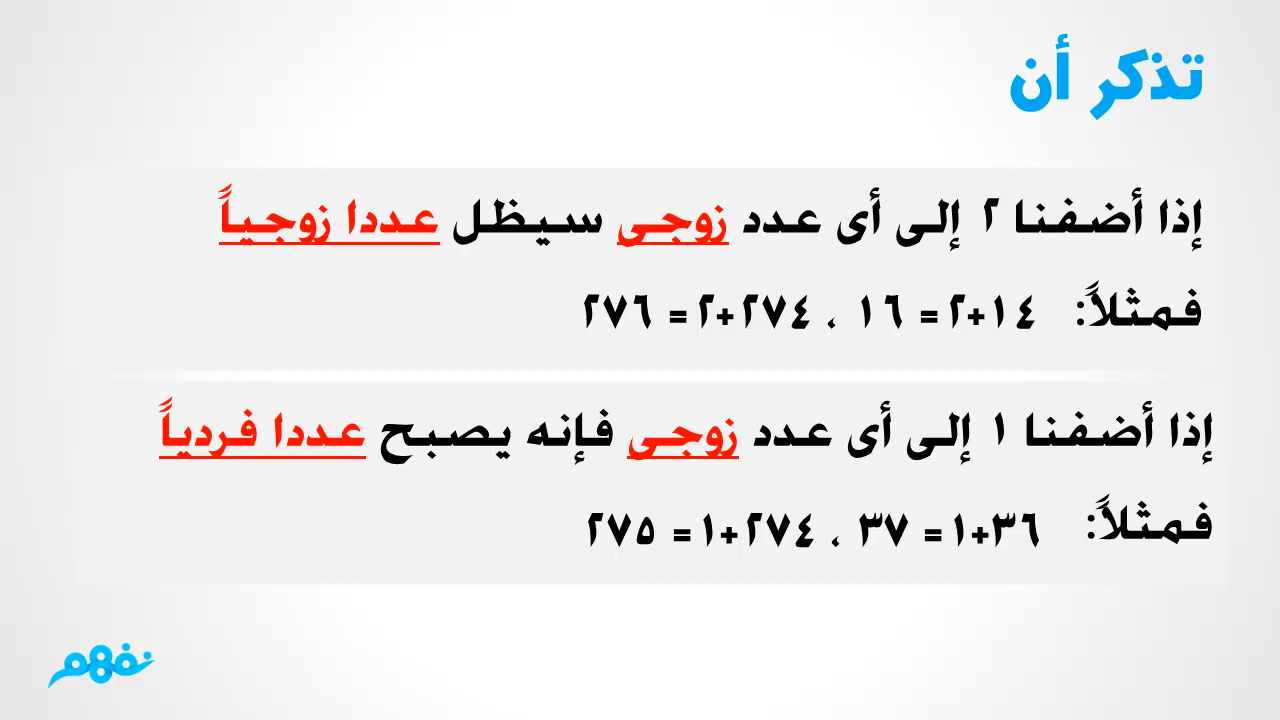 تذكر أن
إذا أضفنا ٢ إلى أى عدد زوجى سيظل عددا زوجياً
فمثلاً: ١٤+٢= ١٦ ، ٢٧٤+٢= ٢٧٦
إذا أضفنا ١ إلى أى عدد زوجى فإنه يصبح عددا فردياً
فمثلاً: ٣٦+١= ٣٧ ، ٢٧٤+١= ٢٧٥
نفهم